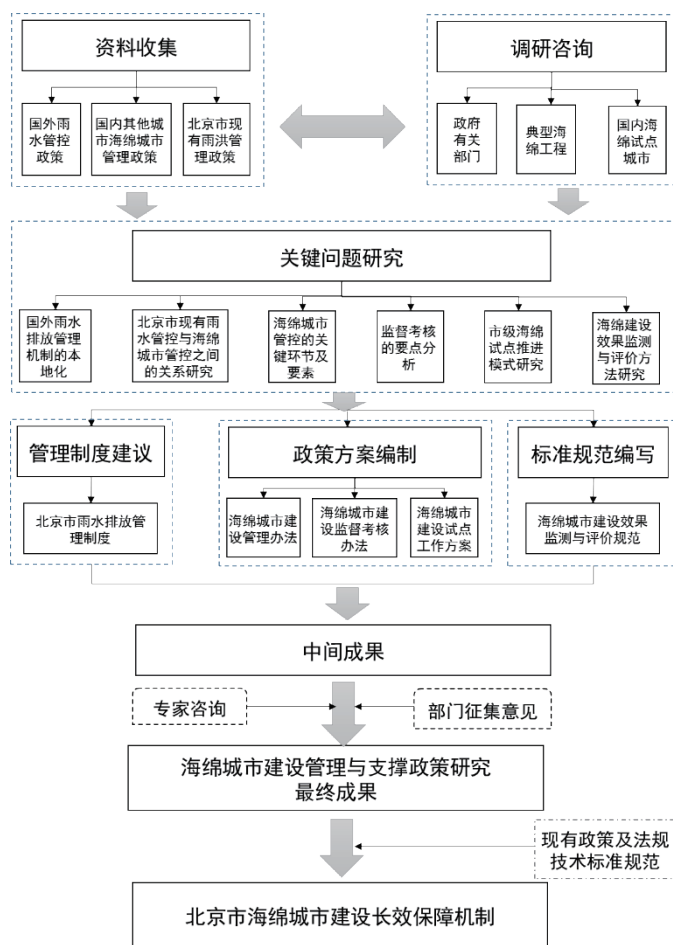 资料收集
调研咨询
国外雨
水管控
政策
国内其他城
市海绵城市
管理政策
北京市现
有雨洪管
理政策
政府
有关
部门
典型海
绵工程
国内海
绵试点
城市
关键问题研究
国外雨水
排放管理
机制的本
地化
北京市现有雨
水管控与海绵
城市管控之间
的关系研究
海绵城市
管控的关
键环节及
要素
监督考核
的要点分
析
市级海绵
试点推进
模式研究
海绵建设
效果监测
与评价方
法研究
管理制度建议
政策方案编制
标准规范编写
北京市雨水排放管
理制度
海绵城市建
设管理办法
海绵城市建
设监督考核
办法
海绵城市
建设试点
工作方案
海绵城市建设效果
监测与评价规范
中间成果
专家咨询
部门征集意见
海绵城市建设管理与支撑政策研究
最终成果
现有政策及法规
技术标准规范
北京市海绵城市建设长效保障机制